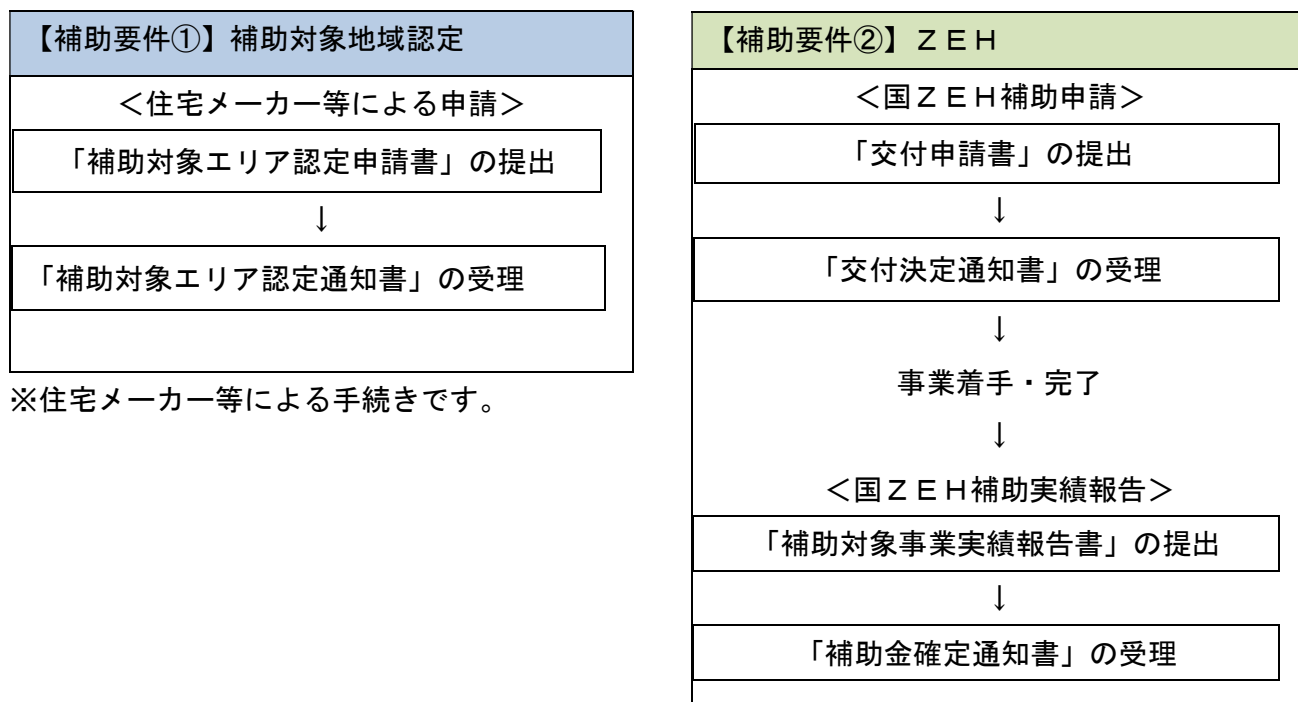 【補助要件①】補助対象地域認定
＜住宅メーカー等による申請＞
「補助対象エリア認定申請書」の提出
↓
「補助対象エリア認定通知書」の受理
※住宅メーカー等による手続きです。
【補助要件②】ＺＥＨ
＜国ＺＥＨ補助申請＞
「交付申請書」の提出
↓
「交付決定通知書」の受理
↓
事業着手・完了
↓
＜国ＺＥＨ補助実績報告＞
「補助対象事業実績報告書」の提出
↓
「補助金確定通知書」の受理